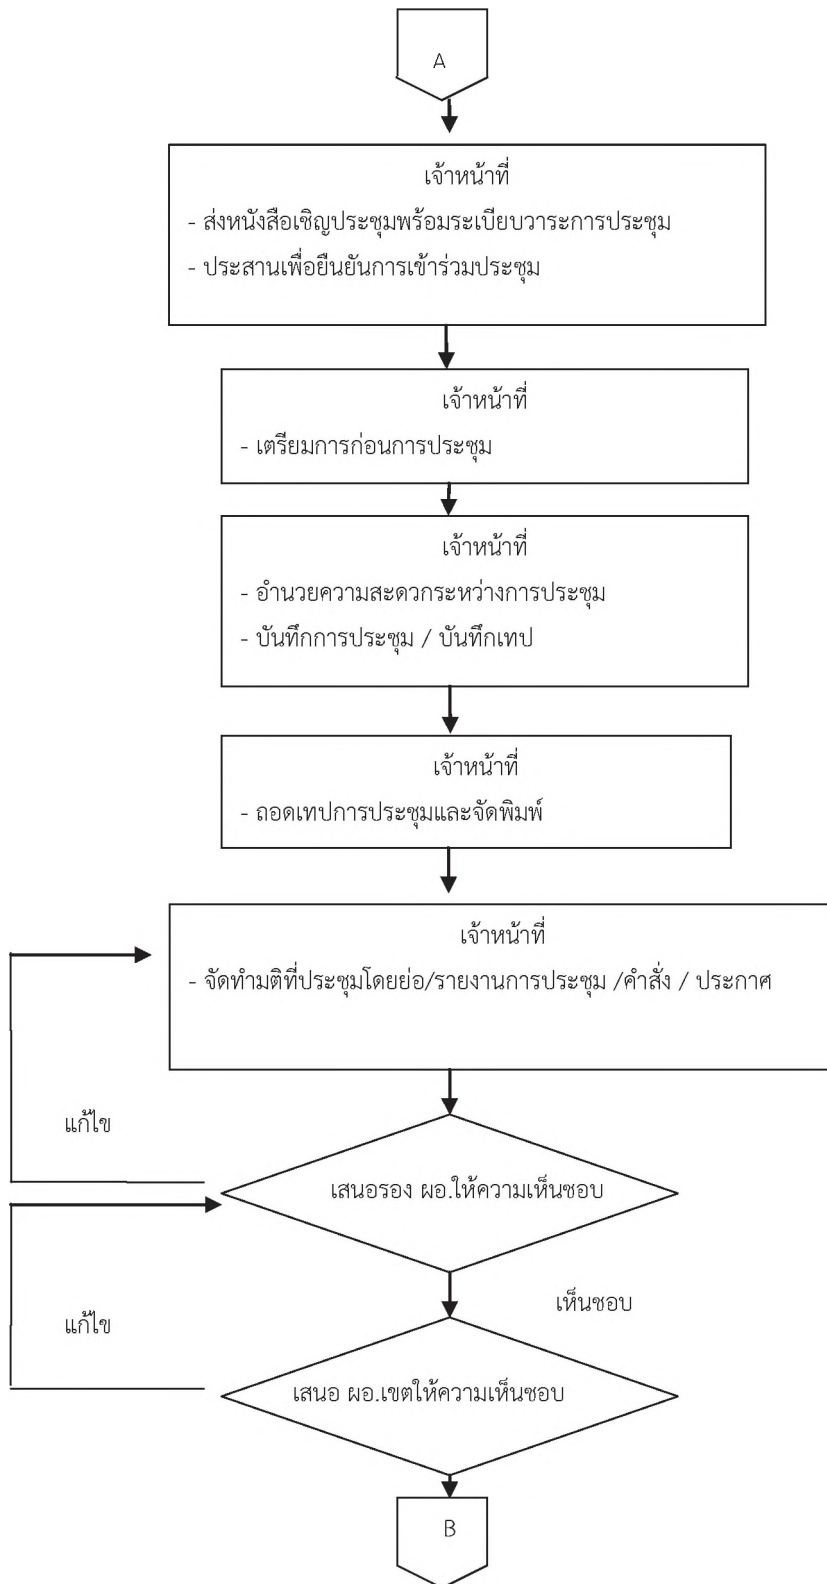 A
เจ้าหน้าที่
- ส่งหนังสือเชิญประชุมพร้อมระเบียบวาระการประชุม
- ประสานเพื่อยืนยันการเข้าร่วมประชุม
เจ้าหน้าที่
- เตรียมการก่อนการประชุม
เจ้าหน้าที่
- อำนวยความสะดวกระหว่างการประชุม
- บันทึกการประชุม / บันทึกเทป
เจ้าหน้าที่
- ถอดเทปการประชุมและจัดพิมพ์
เจ้าหน้าที่
- จัดทำมติที่ประชุมโดยย่อ/รายงานการประชุม /คำสั่ง / ประกาศ
แก้ไข
เสนอรอง ผอ.ให้ความเห็นชอบ
เห็นชอบ
แก้ไข
เสนอ ผอ.เขตให้ความเห็นชอบ
B